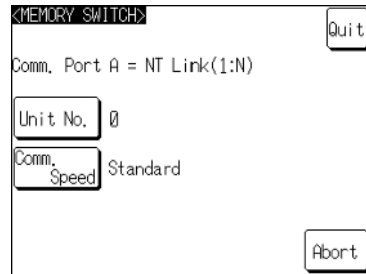 <MEMORY SWITCH>
Quit
Comm. Port A = NT Link(1:N)
Unit No. 0
Comm.
Speed Standard
Abort